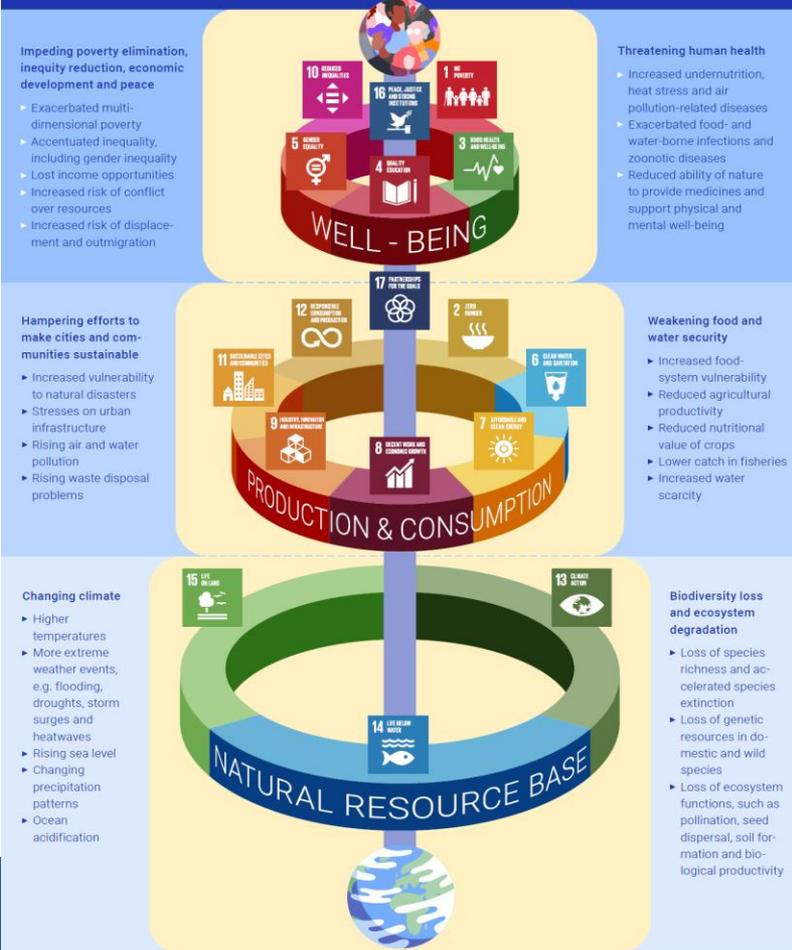 Impeding poverty elimination,
inequity reduction, economic
development and peace
Exacerbated multi-
dimensional poverty
Accentuated inequality,
including gender inequality
Lost income opportunities
Increased risk of conflict
over resources
Increased risk of displace-
ment and outmigration
10 REDUCED
INEQUALITIES
1 NO
POVERTY
16 PEACE, JUSTICE
AND STRONG
INSTITUTIONS
5 GENDER
EQUALITY
3 GOOD HEALTH
AND WELL-BEING
4 QUALITY
EDUCATION
WELL - BEING
Threatening human health
Increased undernutrition,
heat stress and air
pollution-related diseases
Exacerbated food- and
water-borne infections and
zoonotic diseases
Reduced ability of nature
to provide medicines and
support physical and
mental well-being
17 PARTNERSHIPS
FOR THE GOALS
Hampering efforts to
make cities and com-
munities sustainable
Increased vulnerability
to natural disasters
Stresses on urban
infrastructure
Rising air and water
pollution
Rising waste disposal
problems
12 RESPONSIBLE
CONSUMPTION
AND PRODUCTION
2 ZERO
HUNGER
11 SUSTAINABLE CITIES
AND COMMUNITIES
6 CLEAN WATER
AND SANITATION
9 INDUSTRY, INNOVATION
AND INFRASTRUCTURE
7 AFFORDABLE AND
CLEAN ENERGY
8 DECENT WORK AND
ECONOMIC GROWTH
PRODUCTION & CONSUMPTION
Weakening food and
water security
Increased food-
system vulnerability
Reduced agricultural
productivity
Reduced nutritional
value of crops
Lower catch in fisheries
Increased water
scarcity
Changing climate
Higher
temperatures
More extreme
weather events,
e.g. flooding,
droughts, storm
surges and
heatwaves
Rising sea level
Changing
precipitation
patterns
Ocean
acidification
15 LIFE
ON LAND
13 CLIMATE
ACTION
14 LIFE BELOW
WATER
NATURAL RESOURCE BASE
Biodiversity loss
and ecosystem
degradation
Loss of species
richness and ac-
celerated species
extinction
Loss of genetic
resources in do-
mestic and wild
species
Loss of ecosystem
functions, such as
pollination, seed
dispersal, soil for-
mation and bio-
logical productivity